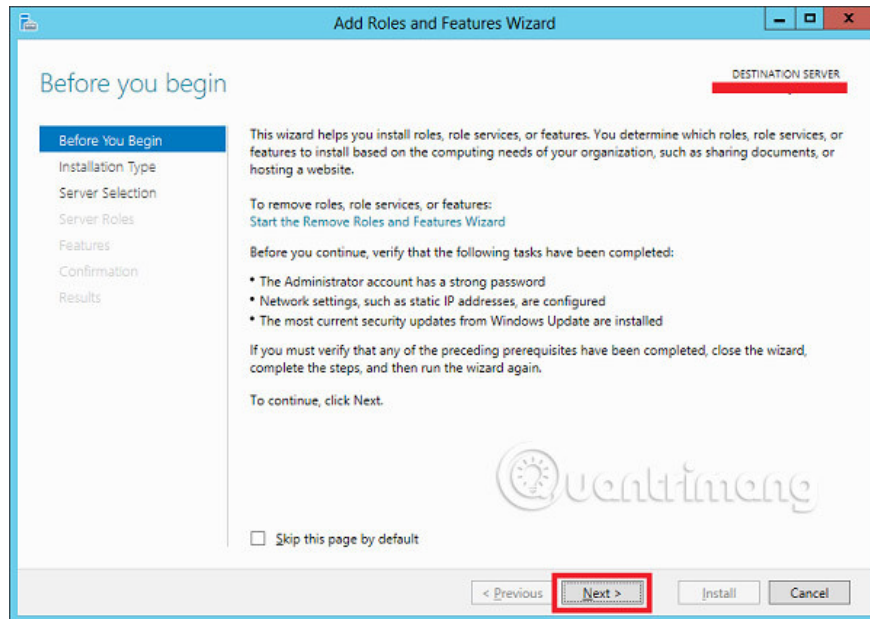 Add Roles and Features Wizard
Before you begin
DESTINATION SERVER
Before You Begin
Installation Type
Server Selection
Server Roles
Features
Confirmation
Results
This wizard helps you install roles, role services, or features. You determine which roles, role services, or
features to install based on the computing needs of your organization, such as sharing documents, or
hosting a website.
To remove roles, role services, or features:
Start the Remove Roles and Features Wizard
Before you continue, verify that the following tasks have been completed:
• The Administrator account has a strong password
• Network settings, such as static IP addresses, are configured
• The most current security updates from Windows Update are installed
If you must verify that any of the preceding prerequisites have been completed, close the wizard,
complete the steps, and then run the wizard again.
To continue, click Next.
Quantrimang
Skip this page by default
< Previous
Next >
Install
Cancel